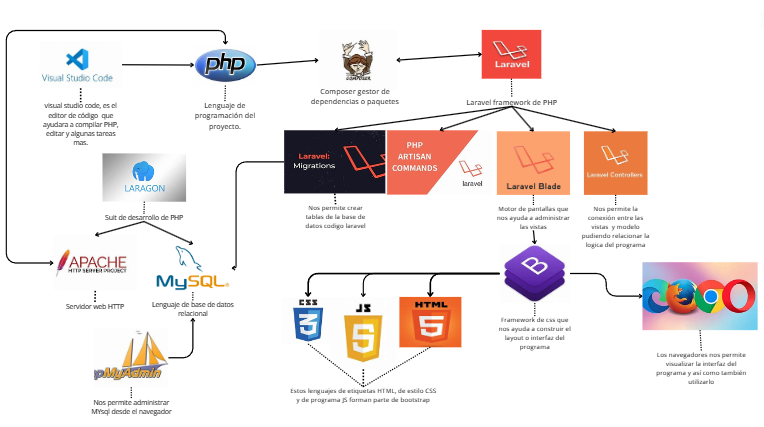 Visual Studio Code
visual studio code, es el
editor de código que
ayudara a compilar PHP,
editar y algunas tareas
mas.
php
Lenguaje de
programación del
proyecto.
COMPOSER
Composer gestor de
dependencias o paquetes
Laravel
Laravel framework de PHP
Laravel:
Migrations
Nos permite crear
tablas de la base de
datos codigo laravel
PHP
ARTISAN
COMMANDS
laravel
Laravel Blade
Motor de pantallas que
nos ayuda a administrar
las vistas
Laravel Controllers
Nos permite la
conexión entre las
vistas y modelo
pudiendo relacionar la
logica del programa
LARAGON
Suit de desarrollo de PHP
APACHE
HTTP SERVER PROJECT
Servidor web HTTP
MySQL
Lenguaje de base de datos
relacional
pMyAdmin
Nos permite administrar
MYsql desde el navegador
CSS
3
JS
5
HTML
5
Estos lenguajes de etiquetas HTML, de estilo CSS
y de programa JS forman parte de bootstrap
B
Framework de css que
nos ayuda a construir el
layout o interfaz del
programa
Los navegadores nos permite
visualizar la interfaz del
programa y así como también
utilizarlo